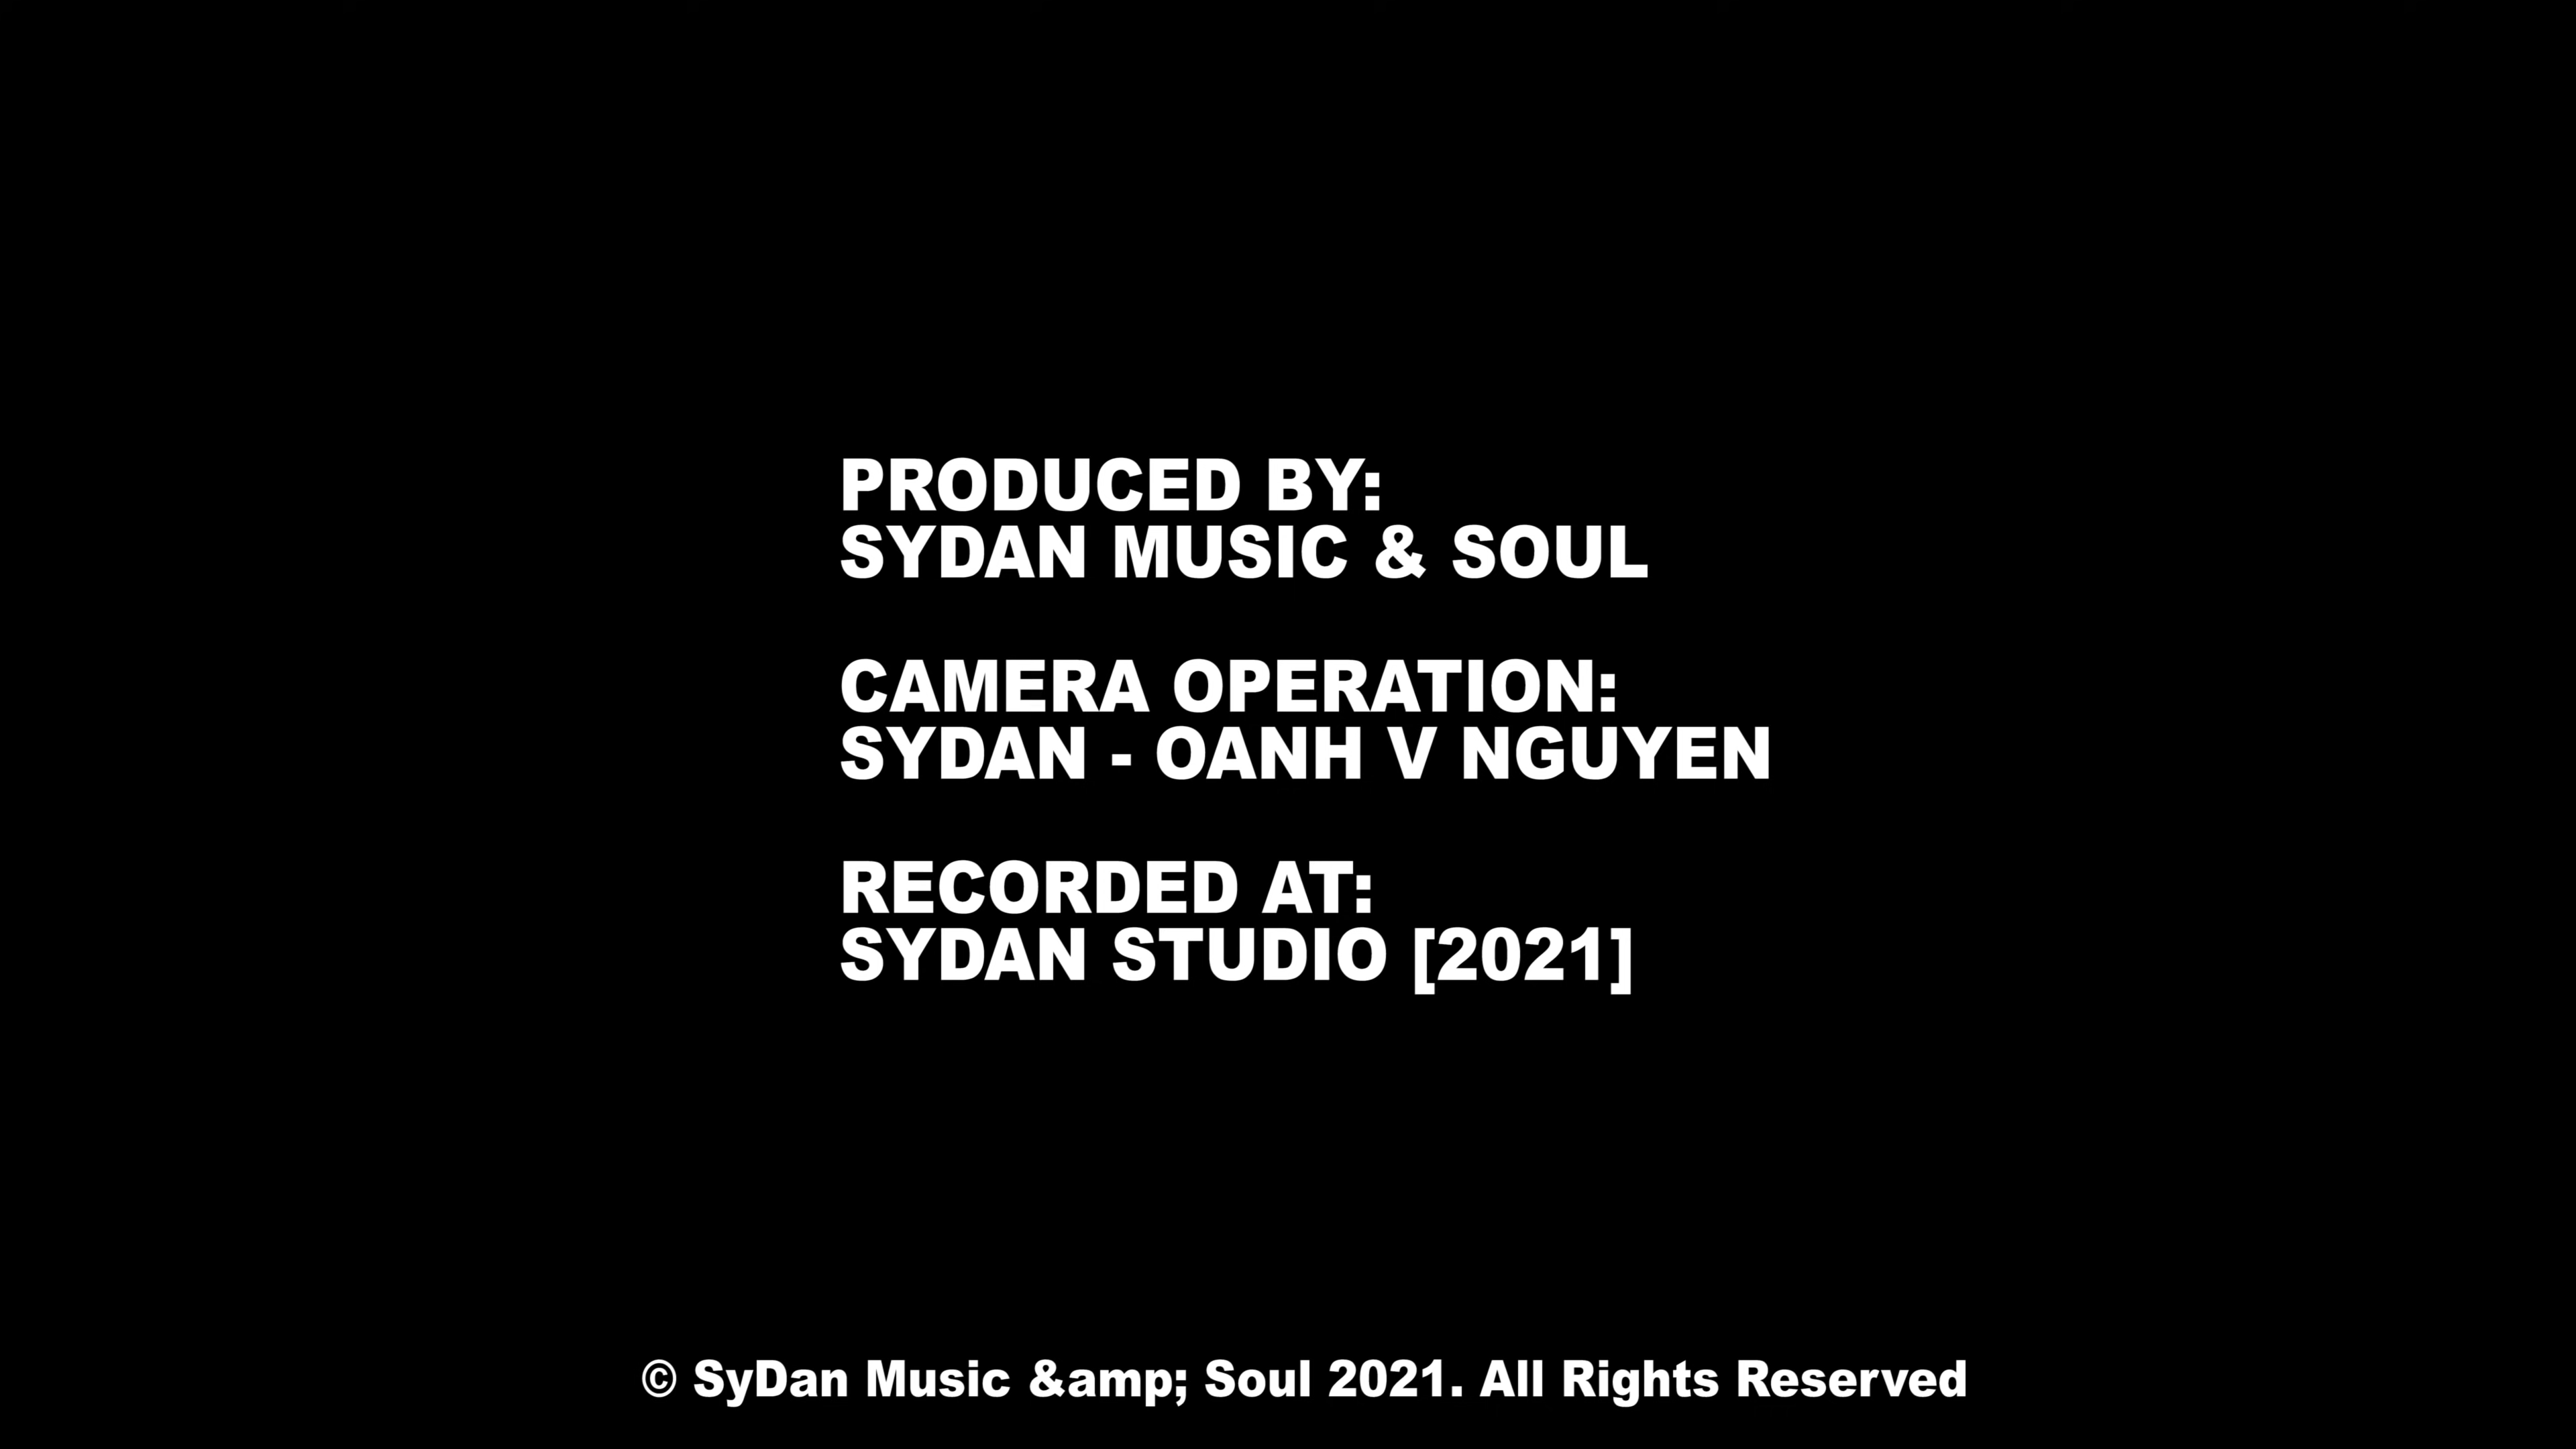 PRODUCED BY:
SYDAN MUSIC & SOUL
CAMERA OPERATION:
SYDAN - OANH V NGUYEN
RECORDED AT:
SYDAN STUDIO [2021]
© SyDan Music &amp; Soul 2021. All Rights Reserved